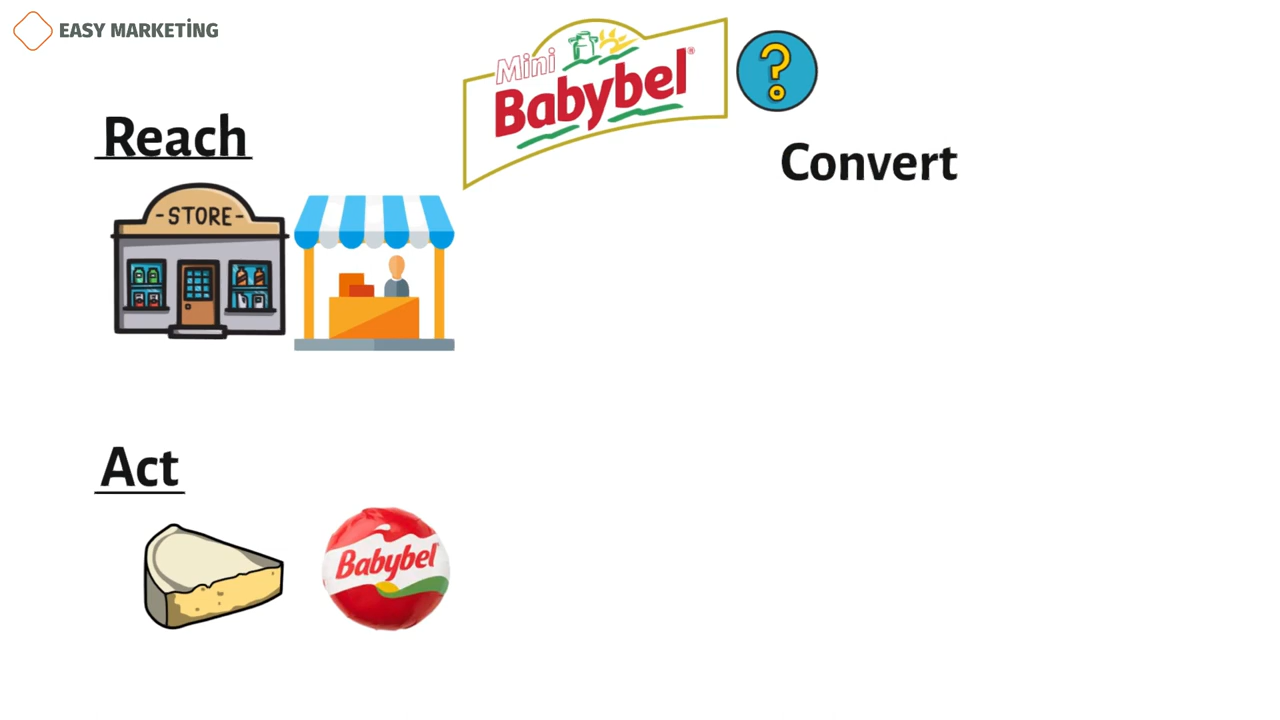 EASY MARKETİNG
Mini
Babybel®
?
Reach
Convert
-STORE-
Act
Babybel